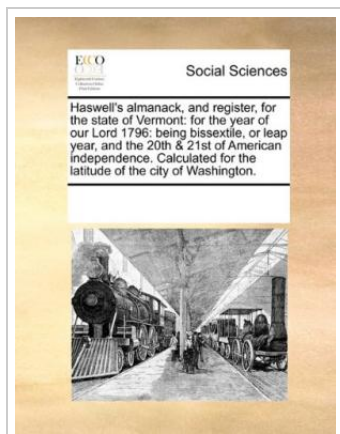 ECCO
Social Sciences
Haswell's almanack, and register, for
the state of Vermont: for the year of
our Lord 1796: being bissextile, or leap
year, and the 20th & 21st of American
independence. Calculated for the
latitude of the city of Washington.